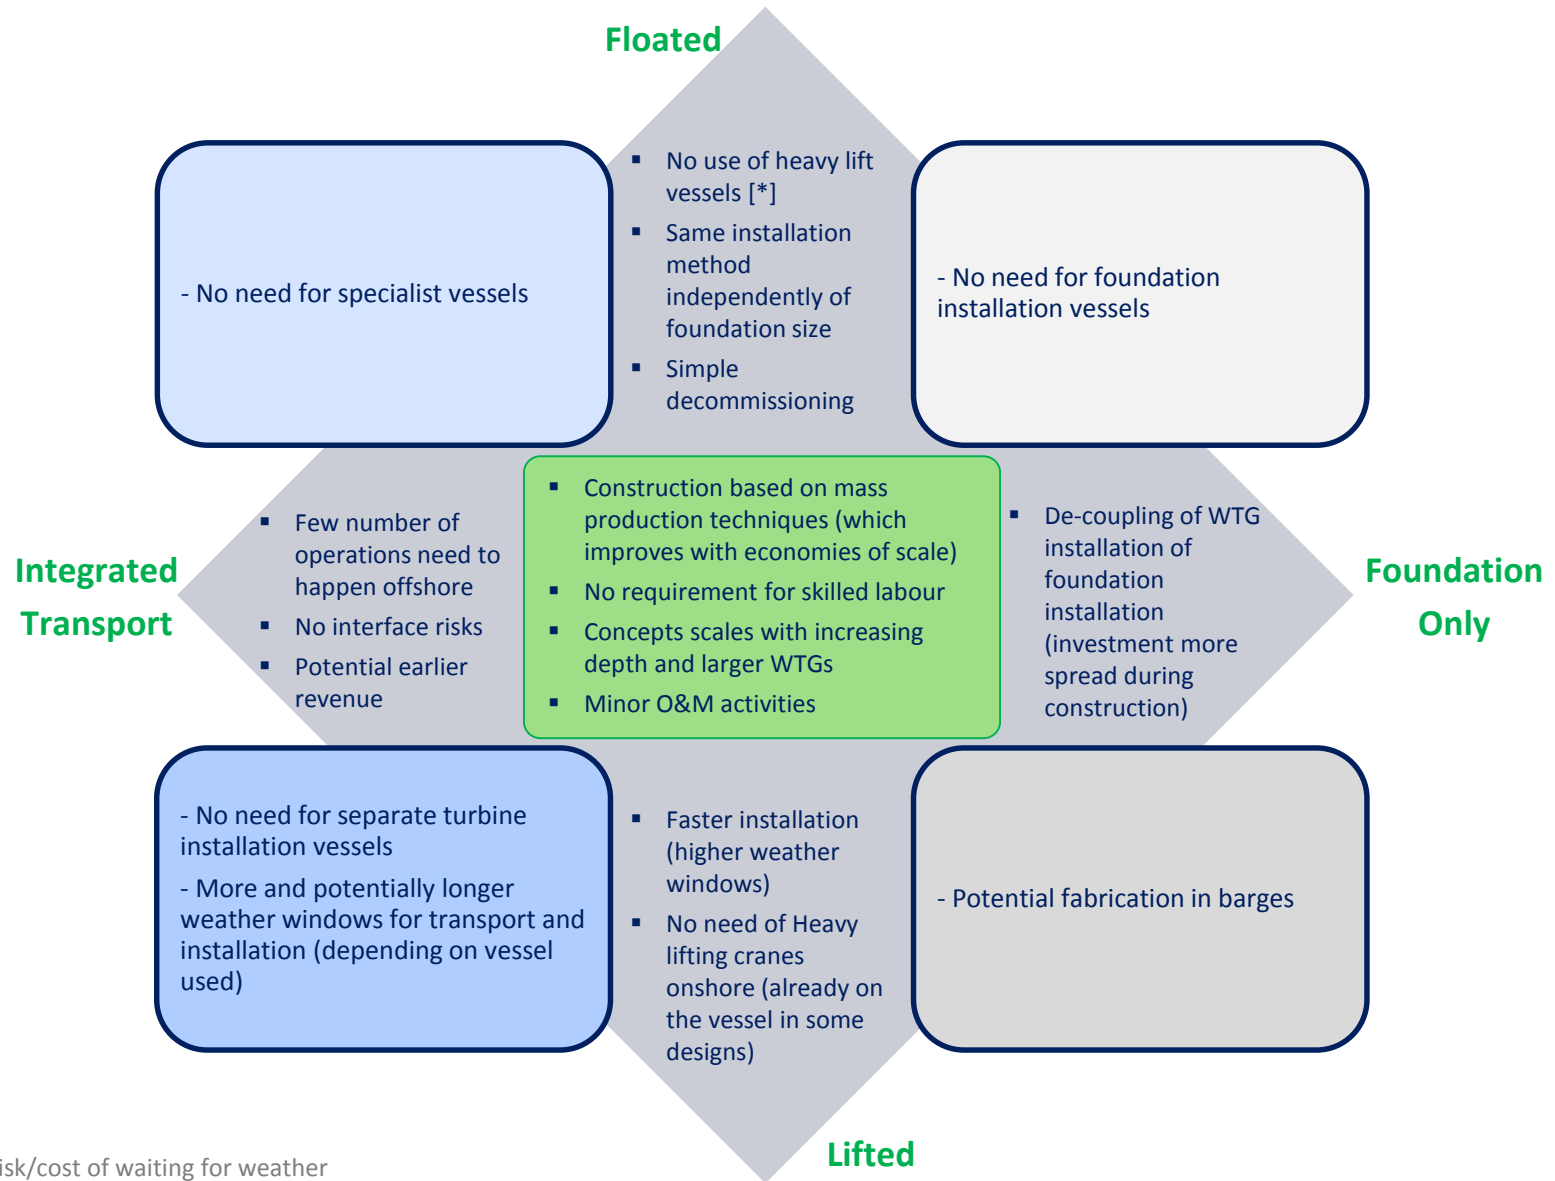 Floated
- No need for specialist vessels
▪ No use of heavy lift
vessels [*]
▪ Same installation
method
independently of
foundation size
▪ Simple
decommissioning
- No need for foundation
installation vessels
Integrated
Transport
▪ Few number of
operations need to
happen offshore
▪ No interface risks
▪ Potential earlier
revenue
▪ Construction based on mass
production techniques (which
improves with economies of scale)
▪ No requirement for skilled labour
▪ Concepts scales with increasing
depth and larger WTGs
▪ Minor O&M activities
▪ De-coupling of WTG
installation of
foundation
installation
(investment more
spread during
construction)
Foundation
Only
- No need for separate turbine
installation vessels
- More and potentially longer
weather windows for transport and
installation (depending on vessel
used)
▪ Faster installation
(higher weather
windows)
▪ No need of Heavy
lifting cranes
onshore (already on
the vessel in some
designs)
- Potential fabrication in barges
Lifted
isk/cost of waiting for weather